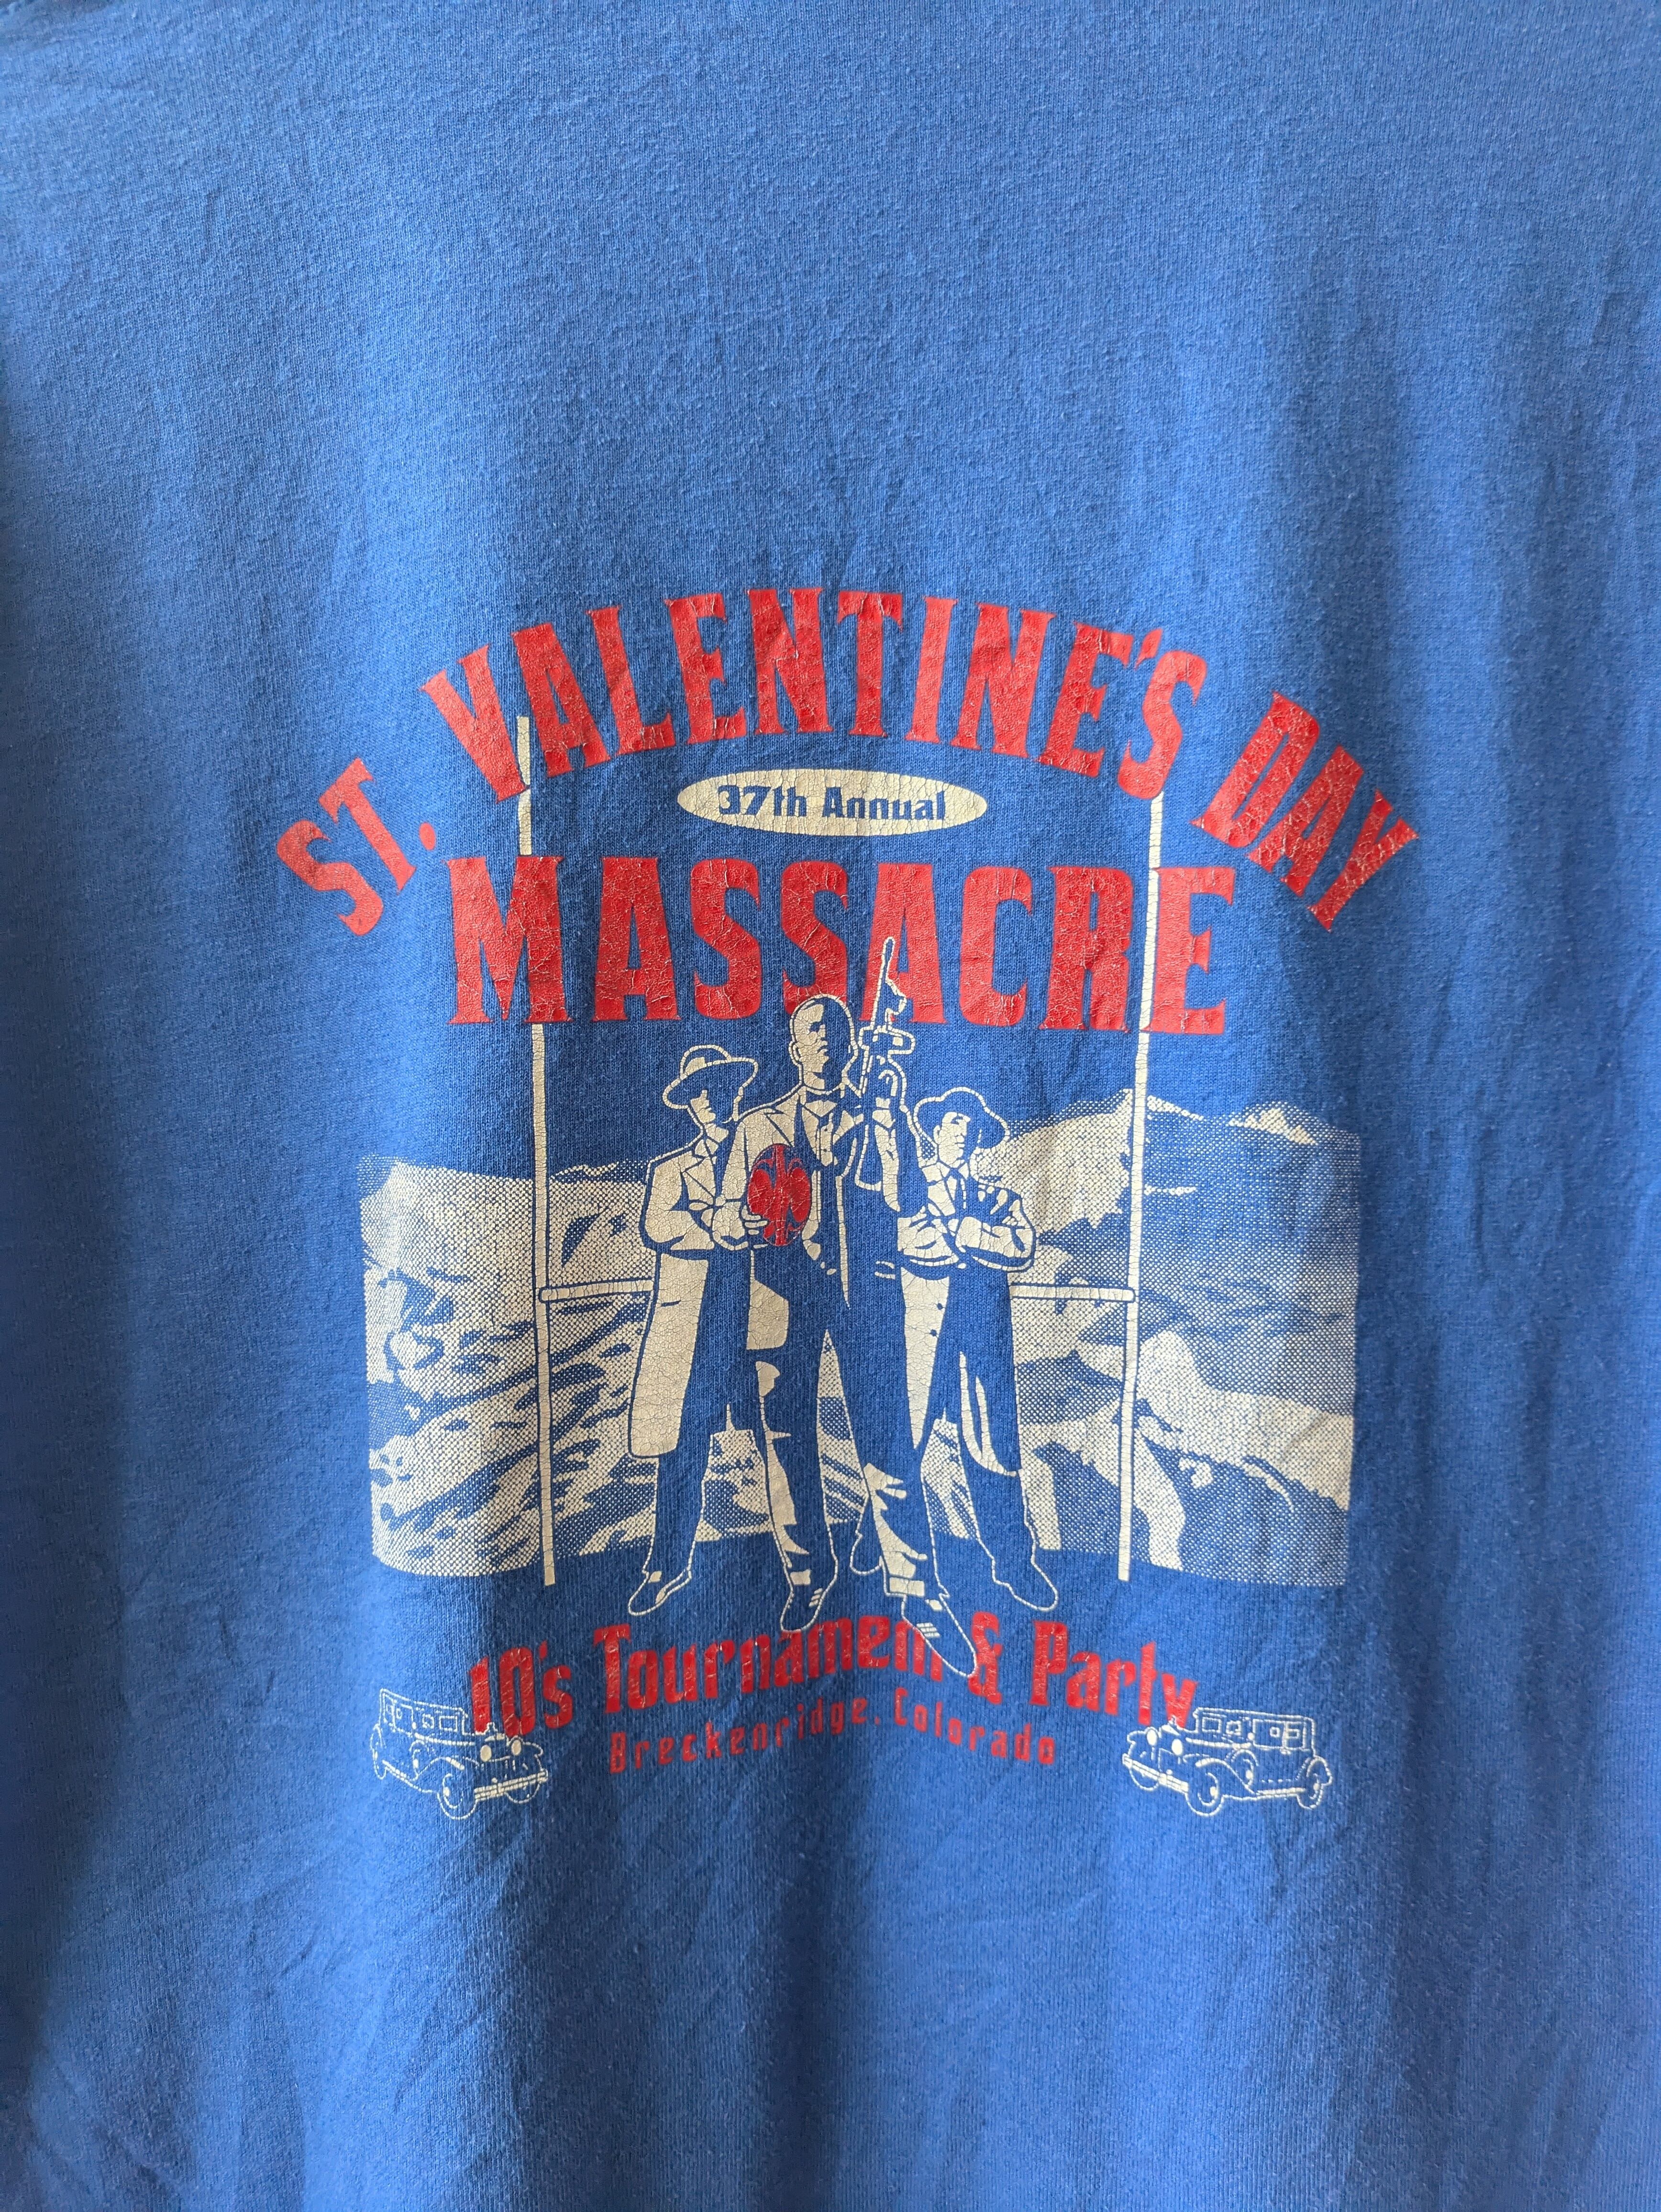 ST. VALENTINE'S DAY
37th Annual
MASSACRE
10's Tournament & Party
Breckenridge, Colorado